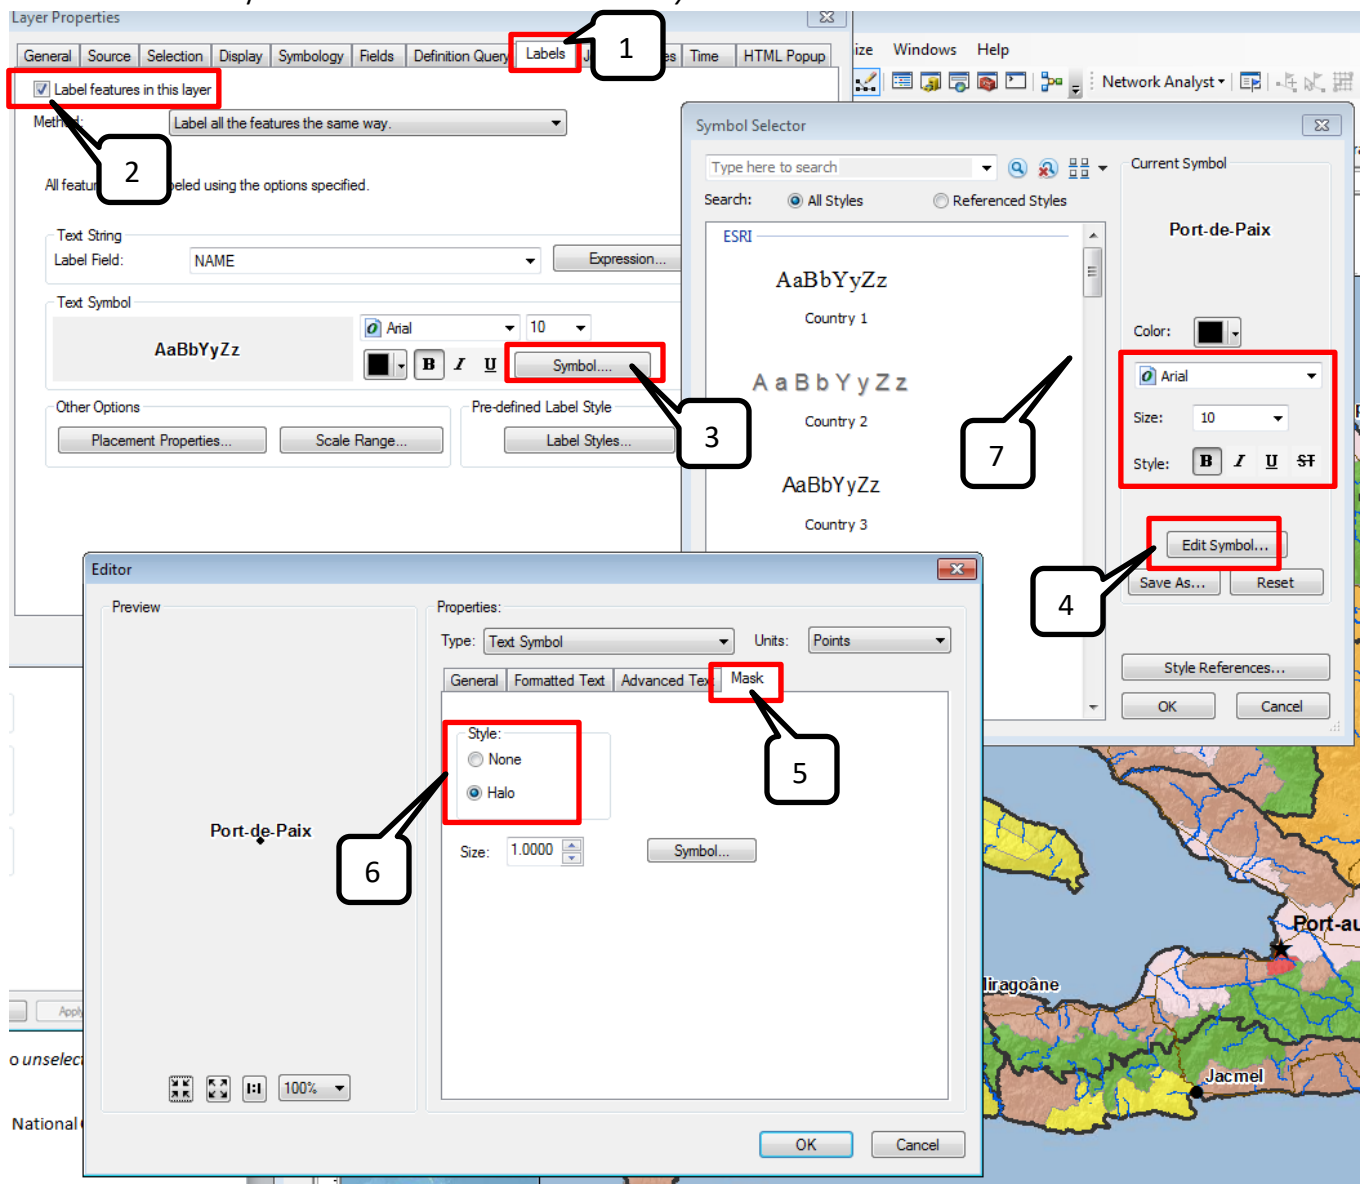 Layer Properties
1
General Source Selection Display Symbology Fields Definition Query Labels Time HTML Popup
Windows Help
Label features in this layer
Network Analyst
Method:
Label all the features the same way.
2
All
using the options specified.
Text String
Label Field: NAME Expression...
Text Symbol
AaBbYyZz
Arial 10
B I U Symbol....
Other Options
Placement Properties... Scale Range...
Pre-defined Label Style
Label Styles...
3
Symbol Selector
Type here to search
Search: All Styles Referenced Styles
ESRI
AaBbYyZz
Country 1
AaBbYyZz
Country 2
AaBbYyZz
Country 3
7
Current Symbol
Port-de-Paix
Color:
Arial
Size: 10
Style: B I U ST
Edit Symbol...
4
Save As... Reset
Style References...
OK Cancel
Editor
Preview
Port-de-Paix
100%
Properties:
Type: Text Symbol Units: Points
General Formatted Text Advanced Text Mask
Style:
None
Halo
5
6
Size: 1.0000 Symbol...
OK Cancel
Jacmel
National